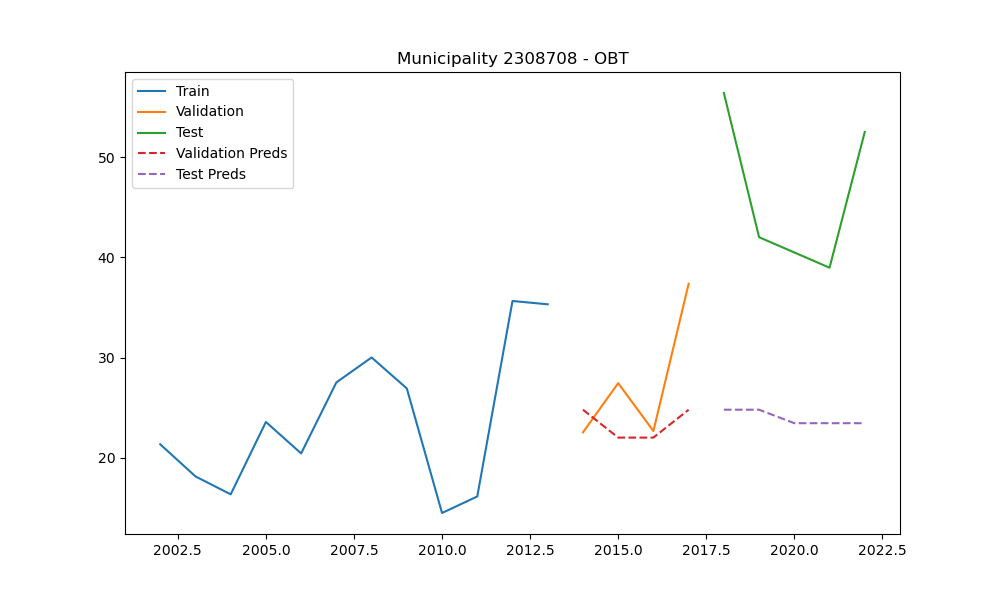 Municipality 2308708 - OBT
Train
Validation
Test
Validation Preds
Test Preds
50
40
30
20
2002.5 2005.0 2007.5 2010.0 2012.5 2015.0 2017.5 2020.0 2022.5